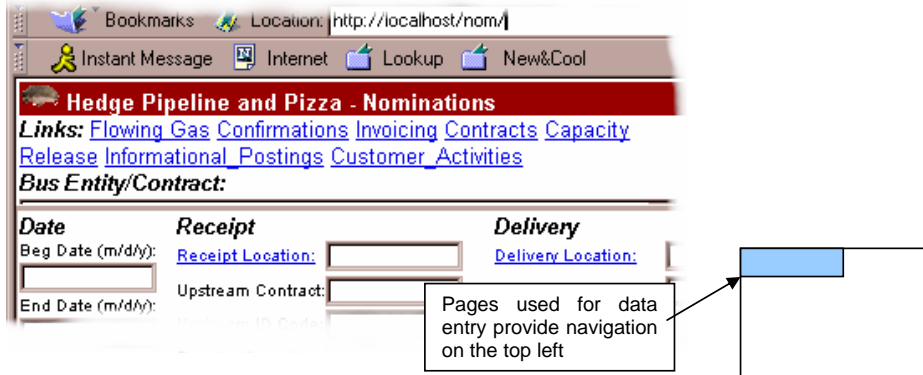 Bookmarks Location: http://localhost/nom/
Instant Message Internet Lookup New&Cool
Hedge Pipeline and Pizza - Nominations
Links: Flowing Gas Confirmations Invoicing Contracts Capacity
Release Informational_Postings Customer_Activities
Bus Entity/Contract:
Date Receipt Delivery
Beg Date (m/d/y): Receipt Location: Delivery Location:
Upstream Contract:
End Date (m/d/y):
Pages used for data
entry provide navigation
on the top left